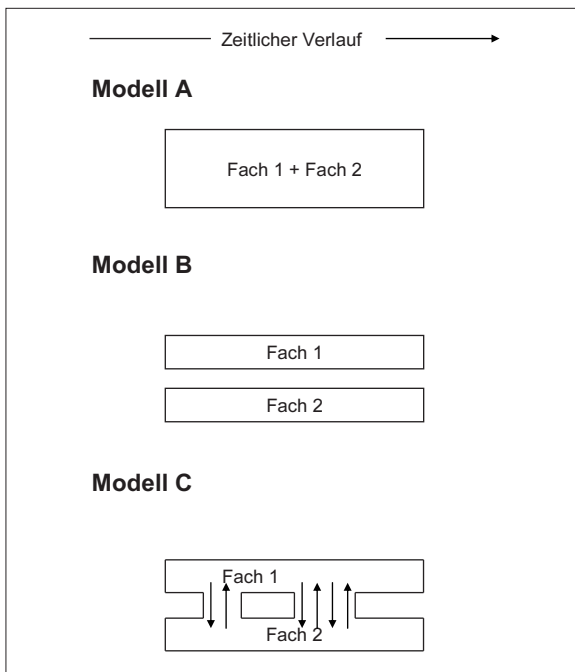 Zeitlicher Verlauf
Modell A
Fach 1 + Fach 2
Modell B
Fach 1
Fach 2
Modell C
Fach 1
Fach 2